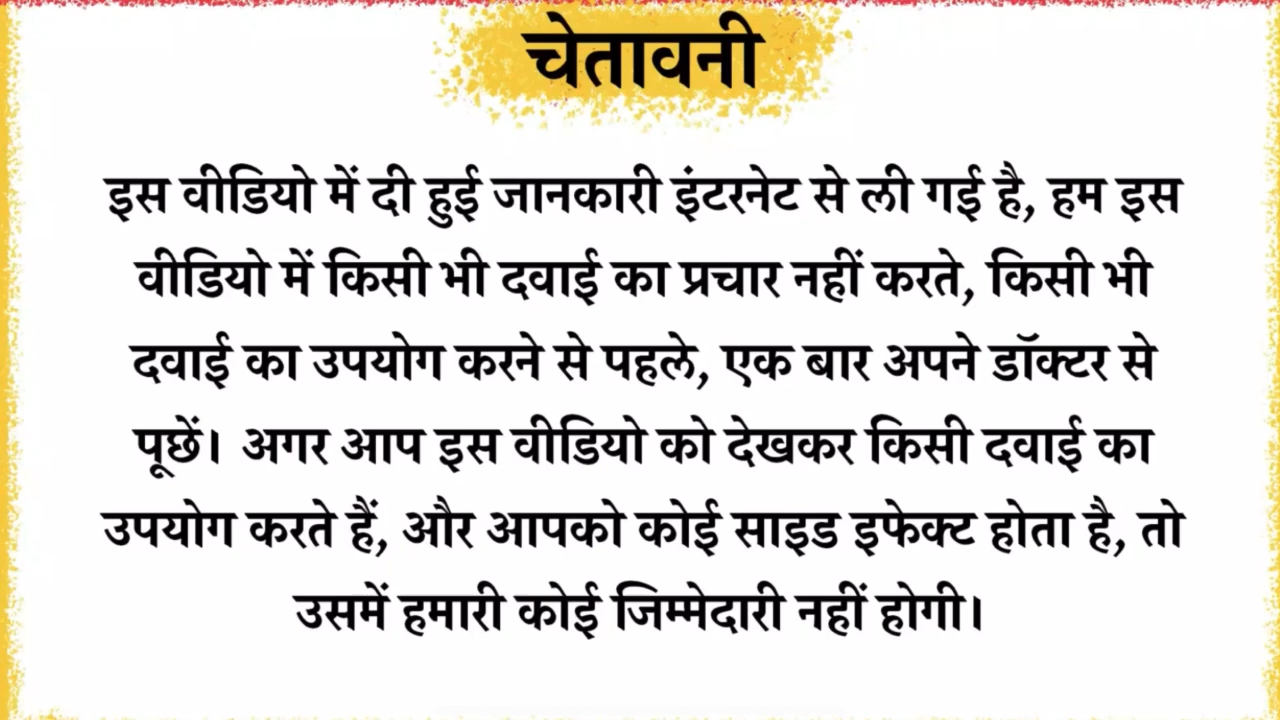 चेतावनी
इस वीडियो में दी हुई जानकारी इंटरनेट से ली गई है, हम इस
वीडियो में किसी भी दवाई का प्रचार नहीं करते, किसी भी
दवाई का उपयोग करने से पहले, एक बार अपने डॉक्टर से
पूछें। अगर आप इस वीडियो को देखकर किसी दवाई का
उपयोग करते हैं, और आपको कोई साइड इफेक्ट होता है, तो
उसमें हमारी कोई जिम्मेदारी नहीं होगी।